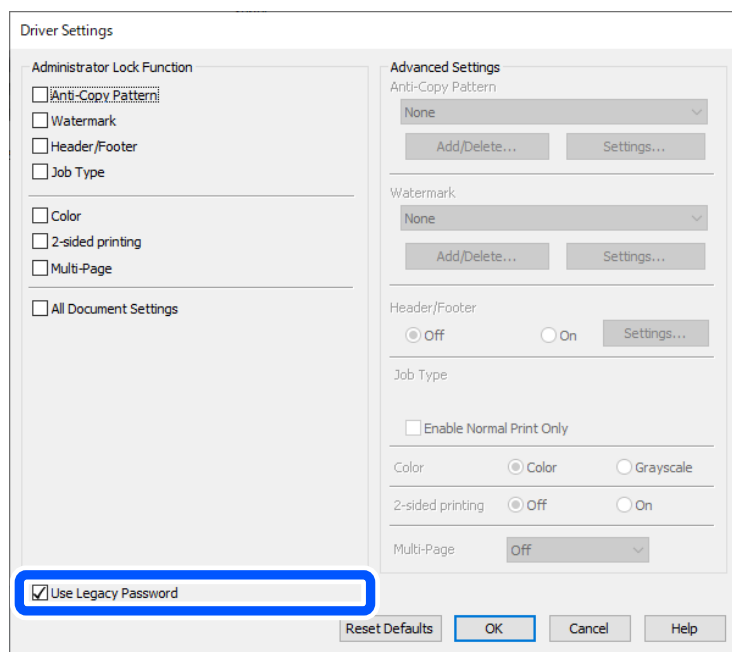 Driver Settings
Administrator Lock Function
Anti-Copy Pattern
Watermark
Header/Footer
Job Type
Color
2-sided printing
Multi-Page
All Document Settings
Use Legacy Password
Advanced Settings
Anti-Copy Pattern
None
Add/Delete... Settings...
Watermark
None
Add/Delete... Settings...
Header/Footer
Off On Settings...
Job Type
Enable Normal Print Only
Color Color Grayscale
2-sided printing Off On
Multi-Page Off
Reset Defaults OK Cancel Help